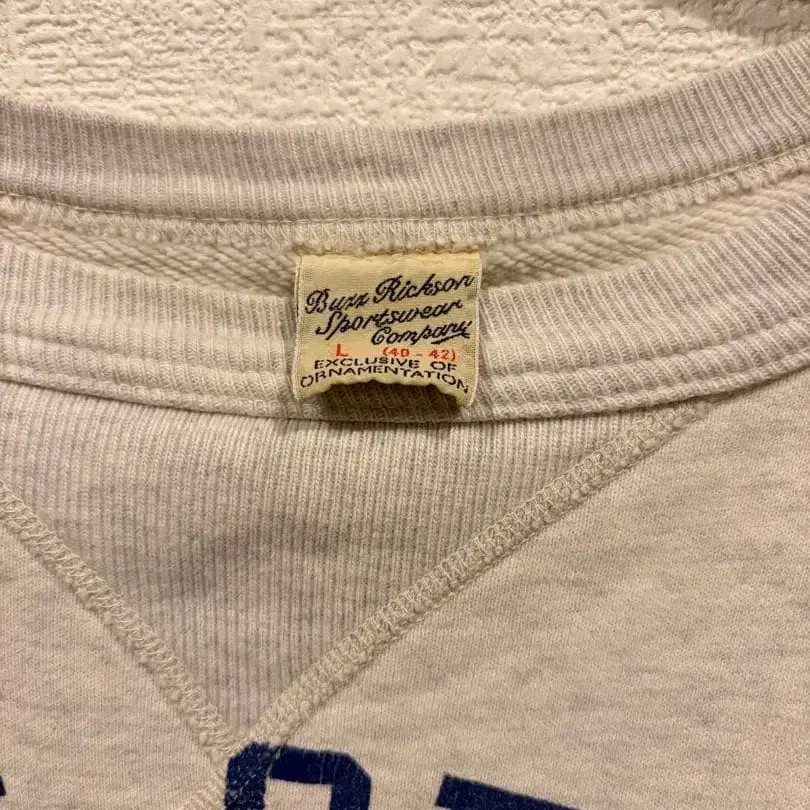 Buzz Rickson
Sportswear
Company
L (40 - 42)
EXCLUSIVE OF
ORNAMENTATION